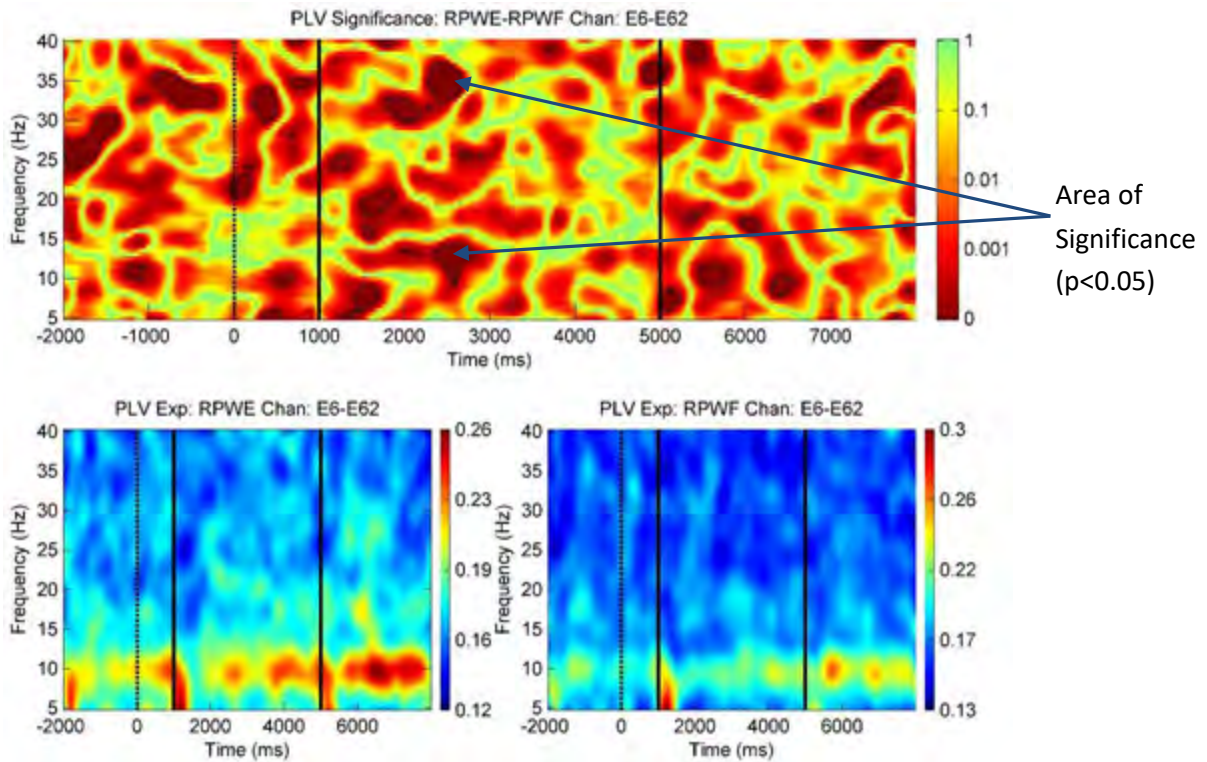 PLV Significance: RPWE-RPWF Chan: E6-E62
40
35
30
25
20
15
10
5
Frequency (Hz)
-2000 -1000 0 1000 2000 3000 4000 5000 6000 7000
Time (ms)
1
0.1
0.01
0.001
0
Area of
Significance
(p<0.05)
PLV Exp: RPWE Chan: E6-E62
40
35
30
25
20
15
10
5
Frequency (Hz)
-2000 0 2000 4000 6000
Time (ms)
0.26
0.23
0.19
0.16
0.12
PLV Exp: RPWF Chan: E6-E62
40
35
30
25
20
15
10
5
Frequency (Hz)
-2000 0 2000 4000 6000
Time (ms)
0.3
0.26
0.22
0.17
0.13